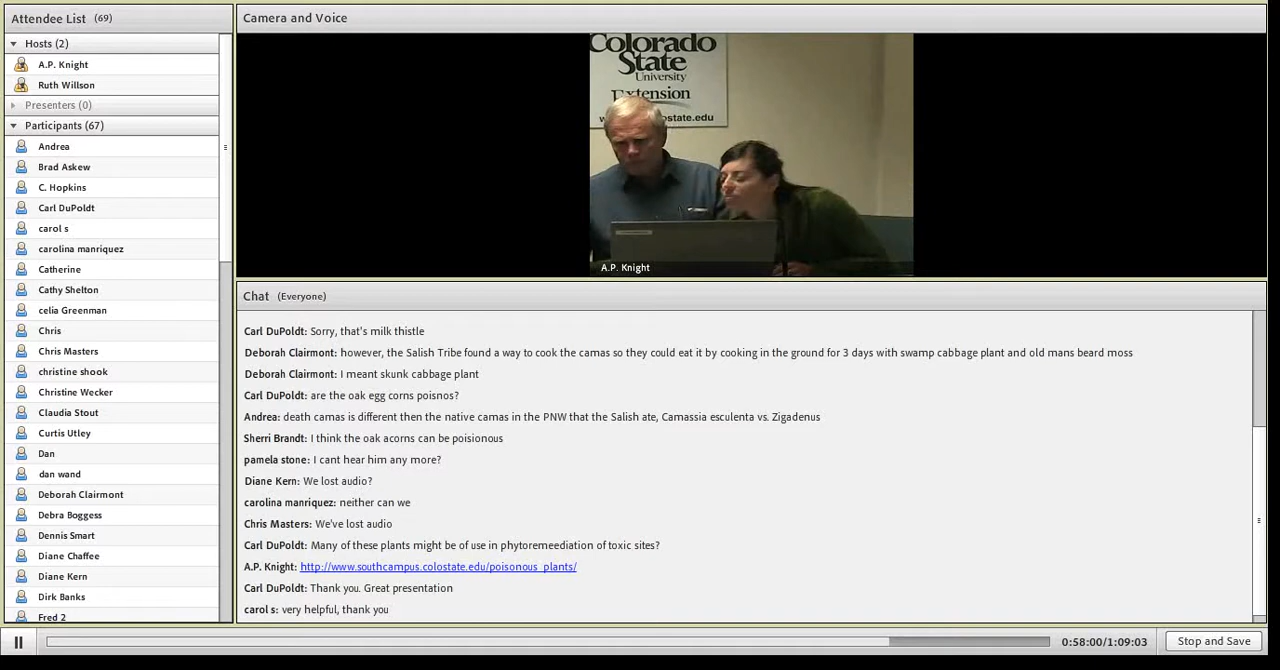 Attendee List (69)
Hosts (2)
A.P. Knight
Ruth Willson
Presenters (0)
Participants (67)
Andrea
Brad Askew
C. Hopkins
Carl DuPoldt
carol s
carolina manriquez
Catherine
Cathy Shelton
celia Greenman
Chris
Chris Masters
christine shook
Christine Wecker
Claudia Stout
Curtis Utley
Dan
dan wand
Deborah Clairmont
Debra Boggess
Dennis Smart
Diane Chaffee
Diane Kern
Dirk Banks
Fred 2
Camera and Voice
Colorado
State
University
Extension
w ostate.edu
A.P. Knight
Chat (Everyone)
Carl DuPoldt: Sorry, that's milk thistle
Deborah Clairmont: however, the Salish Tribe found a way to cook the camas so they could eat it by cooking in the ground for 3 days with swamp cabbage plant and old mans beard moss
Deborah Clairmont: I meant skunk cabbage plant
Carl DuPoldt: are the oak egg corns poisnos?
Andrea: death camas is different then the native camas in the PNW that the Salish ate, Camassia esculenta vs. Zigadenus
Sherri Brandt: I think the oak acorns can be poisionous
pamela stone: I cant hear him any more?
Diane Kern: We lost audio?
carolina manriquez: neither can we
Chris Masters: We've lost audio
Carl DuPoldt: Many of these plants might be of use in phytoremeediation of toxic sites?
A.P. Knight: http://www.southcampus.colostate.edu/poisonous_plants/
Carl DuPoldt: Thank you. Great presentation
carol s: very helpful, thank you
0:58:00/1:09:03
Stop and Save